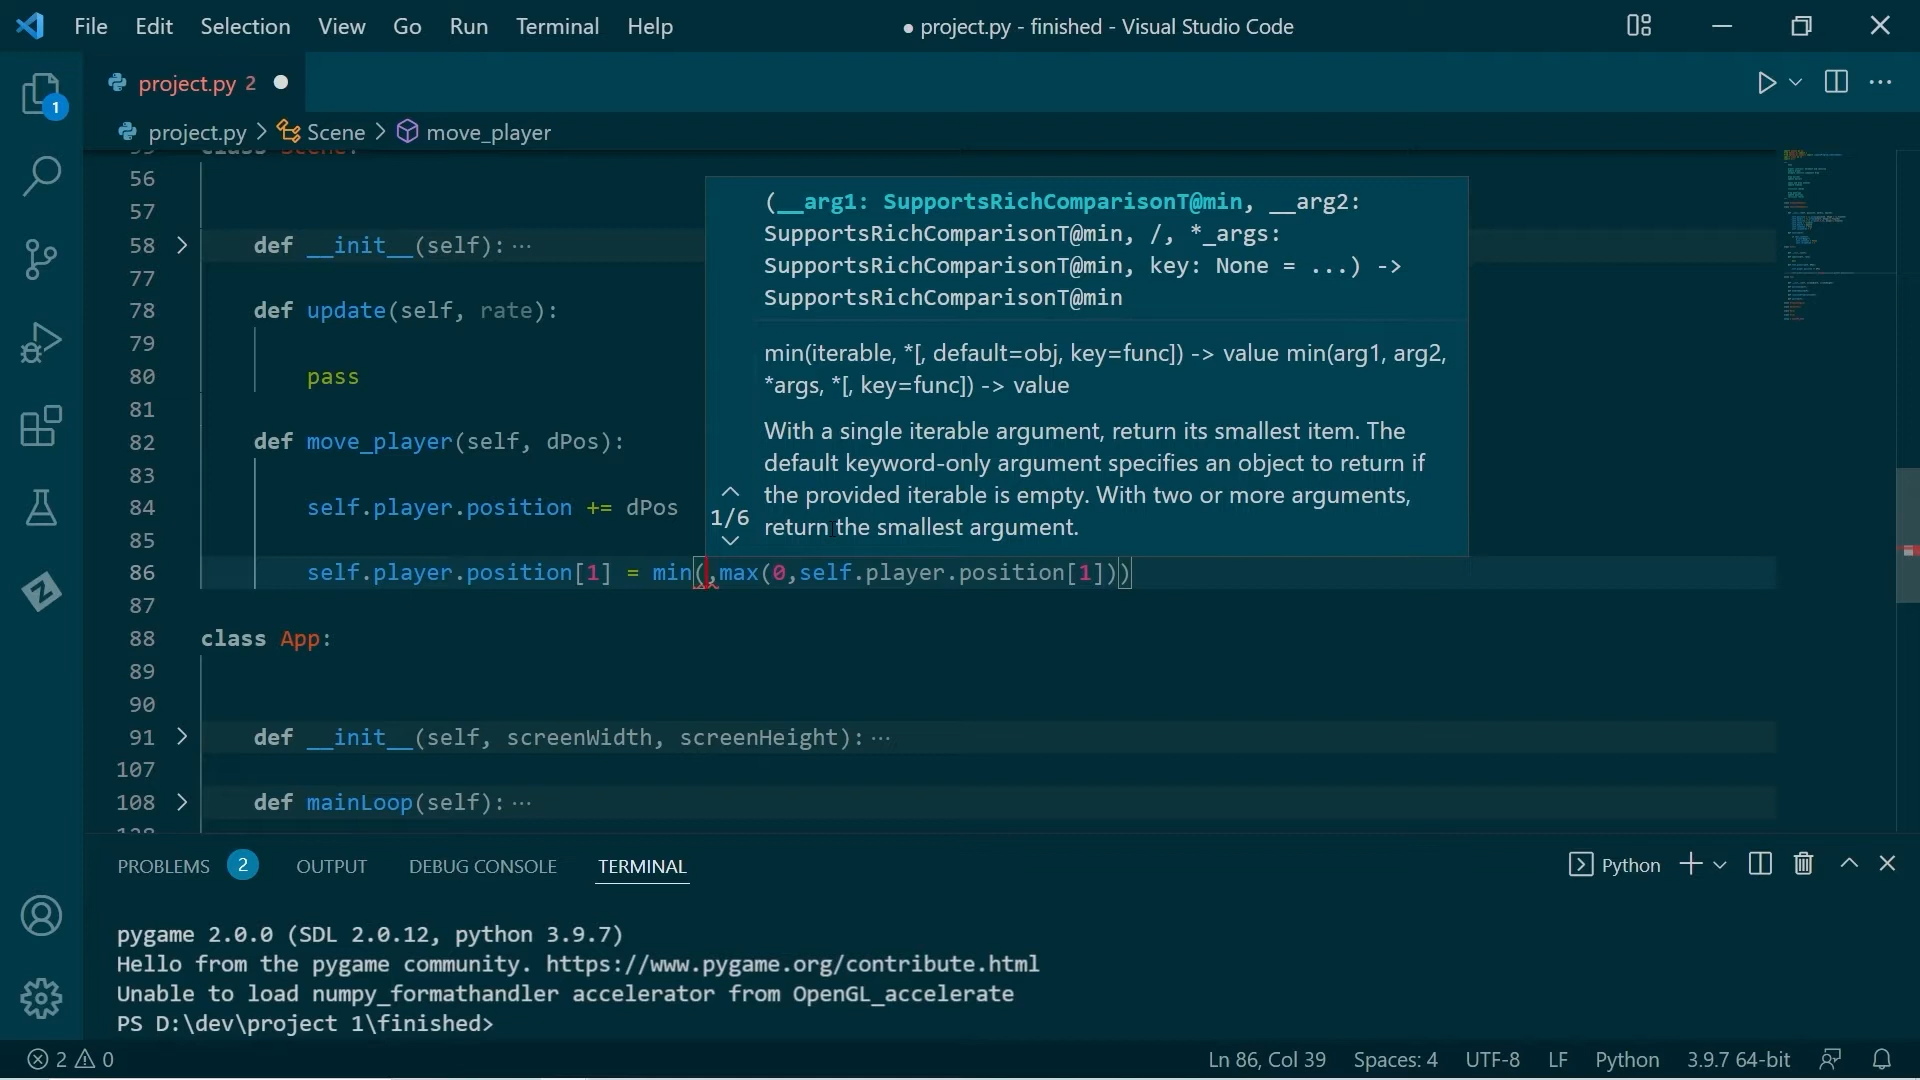 File Edit Selection View Go Run Terminal Help
● project.py - finished - Visual Studio Code
1
project.py 2 ●
project.py > Scene > move_player
56
57
58 > def __init__(self):···
77
78 def update(self, rate):
79
80 pass
81
82 def move_player(self, dPos):
83
84 self.player.position += dPos
85
86 self.player.position[1] = min(,max(0,self.player.position[1]))
87
88 class App:
89
90
91 > def __init__(self, screenWidth, screenHeight):···
107
108 > def mainLoop(self):···
(__arg1: SupportsRichComparisonT@min, __arg2:
SupportsRichComparisonT@min, /, *_args:
SupportsRichComparisonT@min, key: None = ...) ->
SupportsRichComparisonT@min
min(iterable, *[, default=obj, key=func]) -> value min(arg1, arg2,
*args, *[, key=func]) -> value
With a single iterable argument, return its smallest item. The
default keyword-only argument specifies an object to return if
the provided iterable is empty. With two or more arguments,
return the smallest argument.
1/6
PROBLEMS 2 OUTPUT DEBUG CONSOLE TERMINAL
Python
pygame 2.0.0 (SDL 2.0.12, python 3.9.7)
Hello from the pygame community. https://www.pygame.org/contribute.html
Unable to load numpy_formathandler accelerator from OpenGL_accelerate
PS D:\dev\project 1\finished>
2 0
Ln 86, Col 39 Spaces: 4 UTF-8 LF Python 3.9.7 64-bit